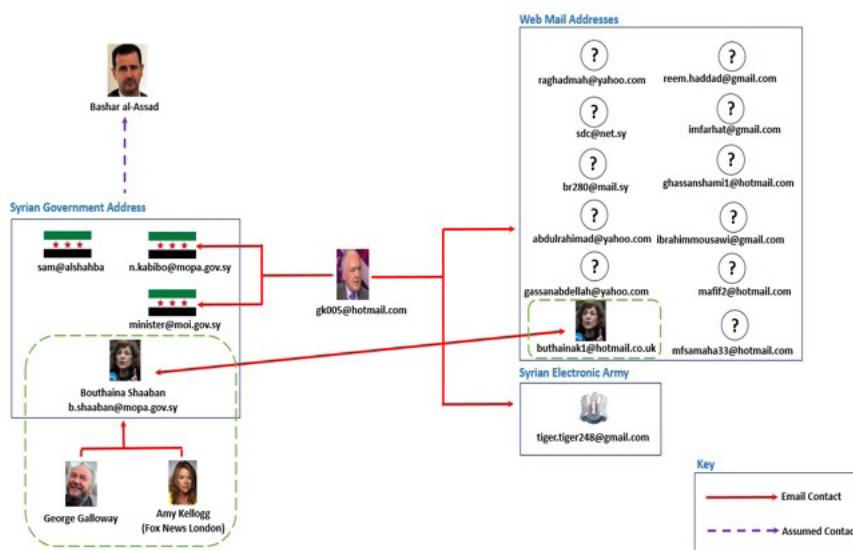 Web Mail Addresses
raghadmah@yahoo.com
reem.haddad@gmail.com
sdc@net.sy
imfarhat@gmail.com
br280@mail.sy
ghassanshami1@hotmail.com
abdulrahimad@yahoo.com
ibrahimmousawi@gmail.com
gassanabdellah@yahoo.com
mafif2@hotmail.com
buthainak1@hotmail.co.uk
mfsamaha33@hotmail.com
Bashar al-Assad
Syrian Government Address
sam@alshahba
n.kabibo@mopa.gov.sy
minister@moi.gov.sy
gk005@hotmail.com
Bouthaina Shaaban
b.shaaban@mopa.gov.sy
George Galloway
Amy Kellogg
(Fox News London)
Syrian Electronic Army
tiger.tiger248@gmail.com
Key
Email Contact
Assumed Contact
? ? ? ? ? ? ? ? ? ? ?